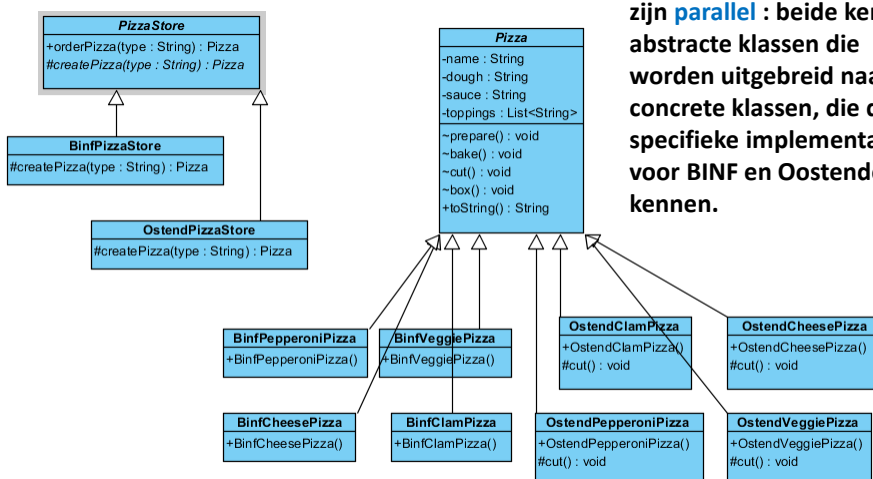 PizzaStore
+orderPizza(type : String) : Pizza
#createPizza(type : String) : Pizza
BinfPizzaStore
#createPizza(type : String) : Pizza
OstendPizzaStore
#createPizza(type : String) : Pizza
Pizza
-name : String
-dough : String
-sauce : String
-toppings : List<String>
~prepare() : void
~bake() : void
~cut() : void
~box() : void
+toString() : String
zijn parallel : beide
abstracte klassen die
worden uitgebreid
concrete klassen, die
specifieke
voor BINF en
kennen.
BinfPepperoniPizza
+BinfPepperoniPizza()
BinfVeggiePizza
+BinfVeggiePizza()
OstendClamPizza
+OstendClamPizza()
#cut() : void
OstendCheesePizza
+OstendCheesePizza()
#cut() : void
BinfCheesePizza
+BinfCheesePizza()
BinfClamPizza
+BinfClamPizza()
OstendPepperoniPizza
+OstendPepperoniPizza()
#cut() : void
OstendVeggiePizza
+OstendVeggiePizza()
#cut() : void